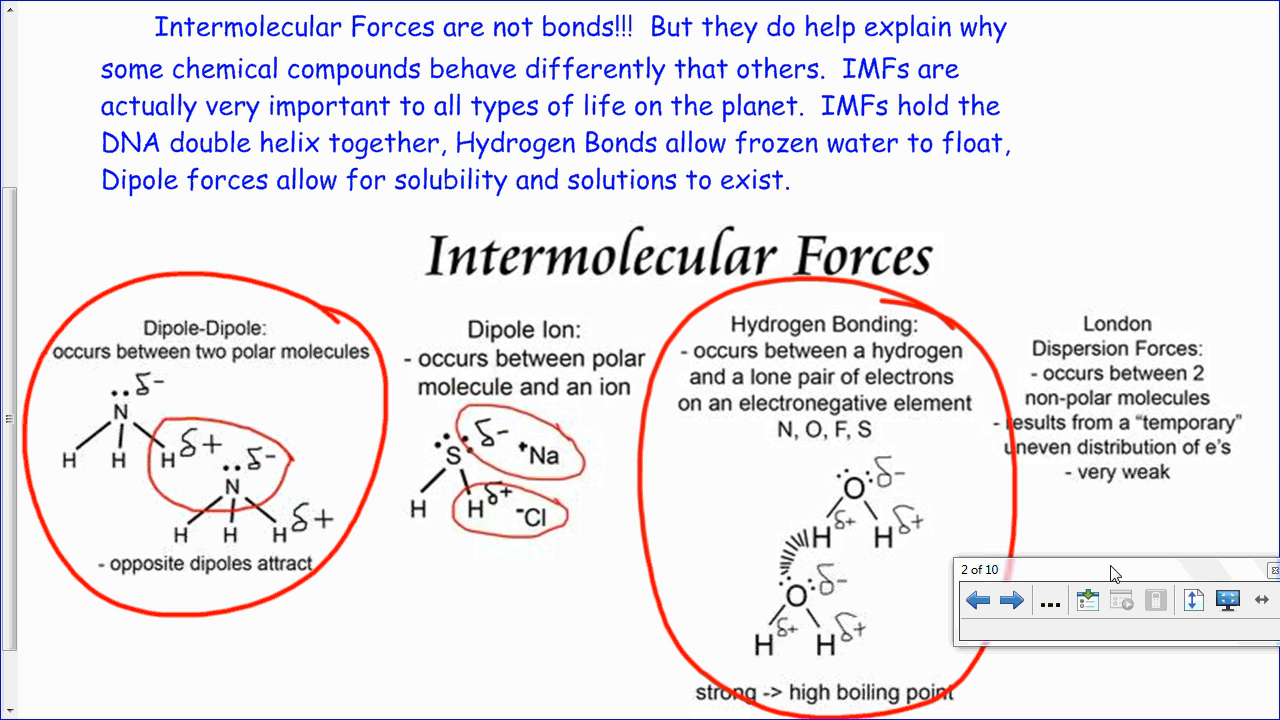 Intermolecular Forces are not bonds!!! But they do help explain why
some chemical compounds behave differently that others. IMFs are
actually very important to all types of life on the planet. IMFs hold the
DNA double helix together, Hydrogen Bonds allow frozen water to float,
Dipole forces allow for solubility and solutions to exist.
Intermolecular Forces
Dipole-Dipole:
occurs between two polar molecules
δ-
N
H H H δ+
δ-
N
H H H δ+
- opposite dipoles attract
Dipole Ion:
- occurs between polar
molecule and an ion
S δ- +Na
H H δ+ -Cl
Hydrogen Bonding:
- occurs between a hydrogen
and a lone pair of electrons
on an electronegative element
N, O, F, S
O δ-
H δ+ H δ+
O δ-
H δ+ H δ+
strong -> high boiling point
London
Dispersion Forces:
- occurs between 2
non-polar molecules
- results from a “temporary”
uneven distribution of e's
- very weak
2 of 10